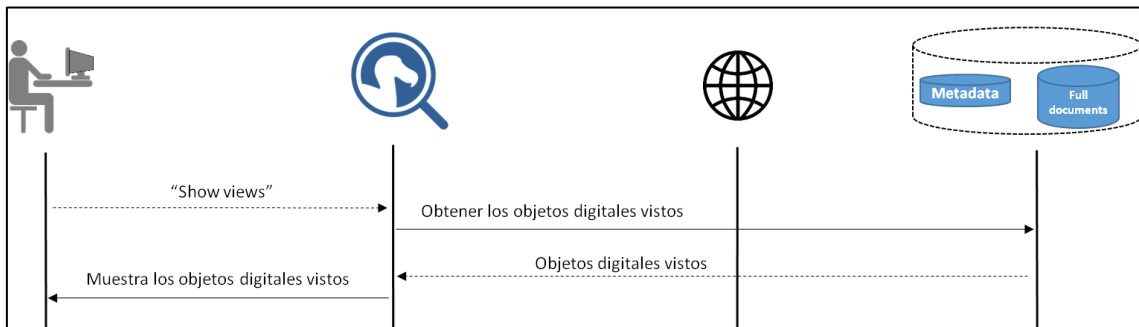 Metadata
Full
documents
“Show views”
Obtener los objetos digitales vistos
Objetos digitales vistos
Muestra los objetos digitales vistos